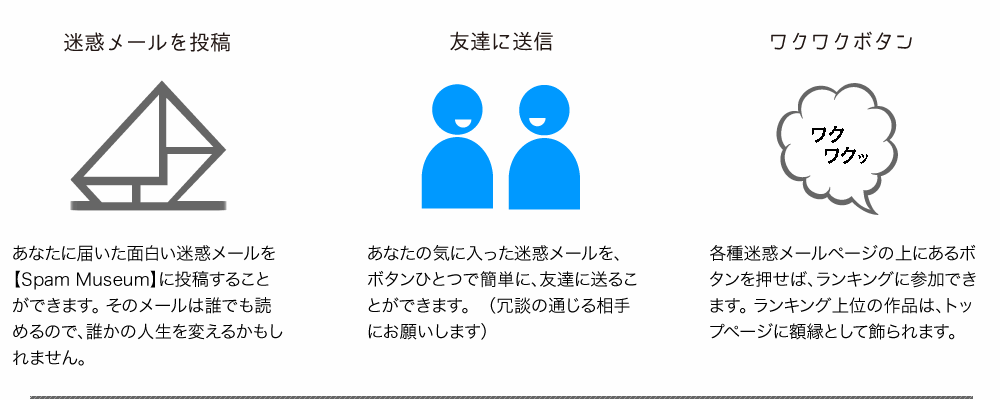 迷惑メールを投稿
あなたに届いた面白い迷惑メールを
【Spam Museum】に投稿すること
ができます。そのメールは誰でも読
めるので、誰かの人生を変えるかもし
れません。
友達に送信
あなたの気に入った迷惑メールを、
ボタンひとつで簡単に、友達に送るこ
とができます。（冗談の通じる相手
にお願いします）
ワクワクボタン
ワク
ワクッ
各種迷惑メールページの上にあるボ
タンを押せば、ランキングに参加でき
ます。ランキング上位の作品は、トッ
プページに額縁として飾られます。